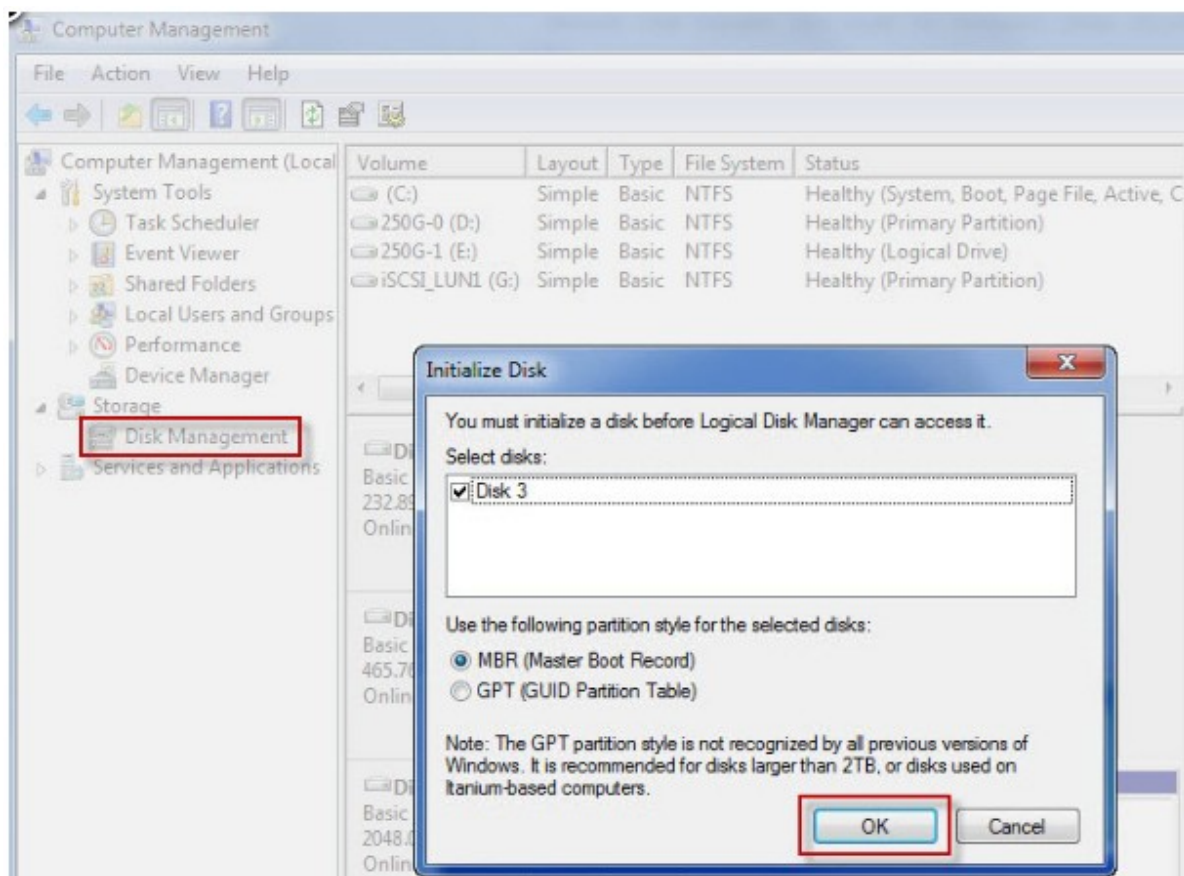 Computer Management
File Action View Help
Computer Management (Local
System Tools
Task Scheduler
Event Viewer
Shared Folders
Local Users and Groups
Performance
Device Manager
Storage
Disk Management
Services and Applications
Volume Layout Type File System Status
(C:) Simple Basic NTFS Healthy (System, Boot, Page File, Active, C
250G-0 (D:) Simple Basic NTFS Healthy (Primary Partition)
250G-1 (E:) Simple Basic NTFS Healthy (Logical Drive)
iSCSI_LUN1 (G:) Simple Basic NTFS Healthy (Primary Partition)
Di
Basic
232.89
Onlin
Di
Basic
465.76
Onlin
Di
Basic
2048.0
Onlin
Initialize Disk
You must initialize a disk before Logical Disk Manager can access it.
Select disks:
Disk 3
Use the following partition style for the selected disks:
MBR (Master Boot Record)
GPT (GUID Partition Table)
Note: The GPT partition style is not recognized by all previous versions of
Windows. It is recommended for disks larger than 2TB, or disks used on
Itanium-based computers.
OK Cancel